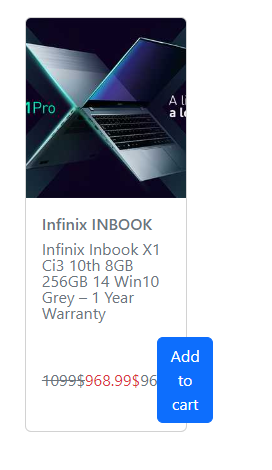 1Pro
A li
a lo
Infinix INBOOK
Infinix Inbook X1
Ci3 10th 8GB
256GB 14 Win10
Grey – 1 Year
Warranty
1099$968.99$96
Add
to
cart